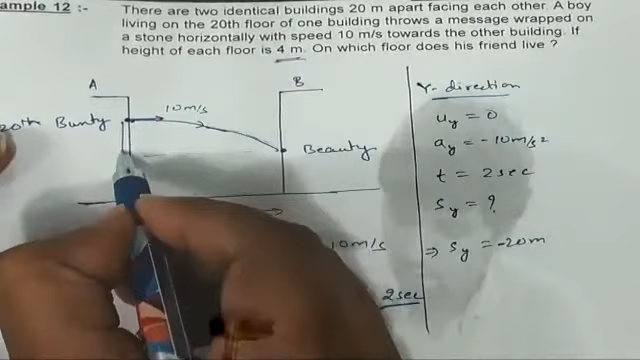 ample 12 :-
There are two identical buildings 20 m apart facing each other. A boy
living on the 20th floor of one building throws a message wrapped on
a stone horizontally with speed 10 m/s towards the other building. If
height of each floor is 4 m. On which floor does his friend live ?
A
B
10m/s
20th Bunty
Beauty
10m/s
2sec
Y-direction
uy = 0
ay = -10m/s²
t = 2sec
sy = ?
⇒ sy = -20m